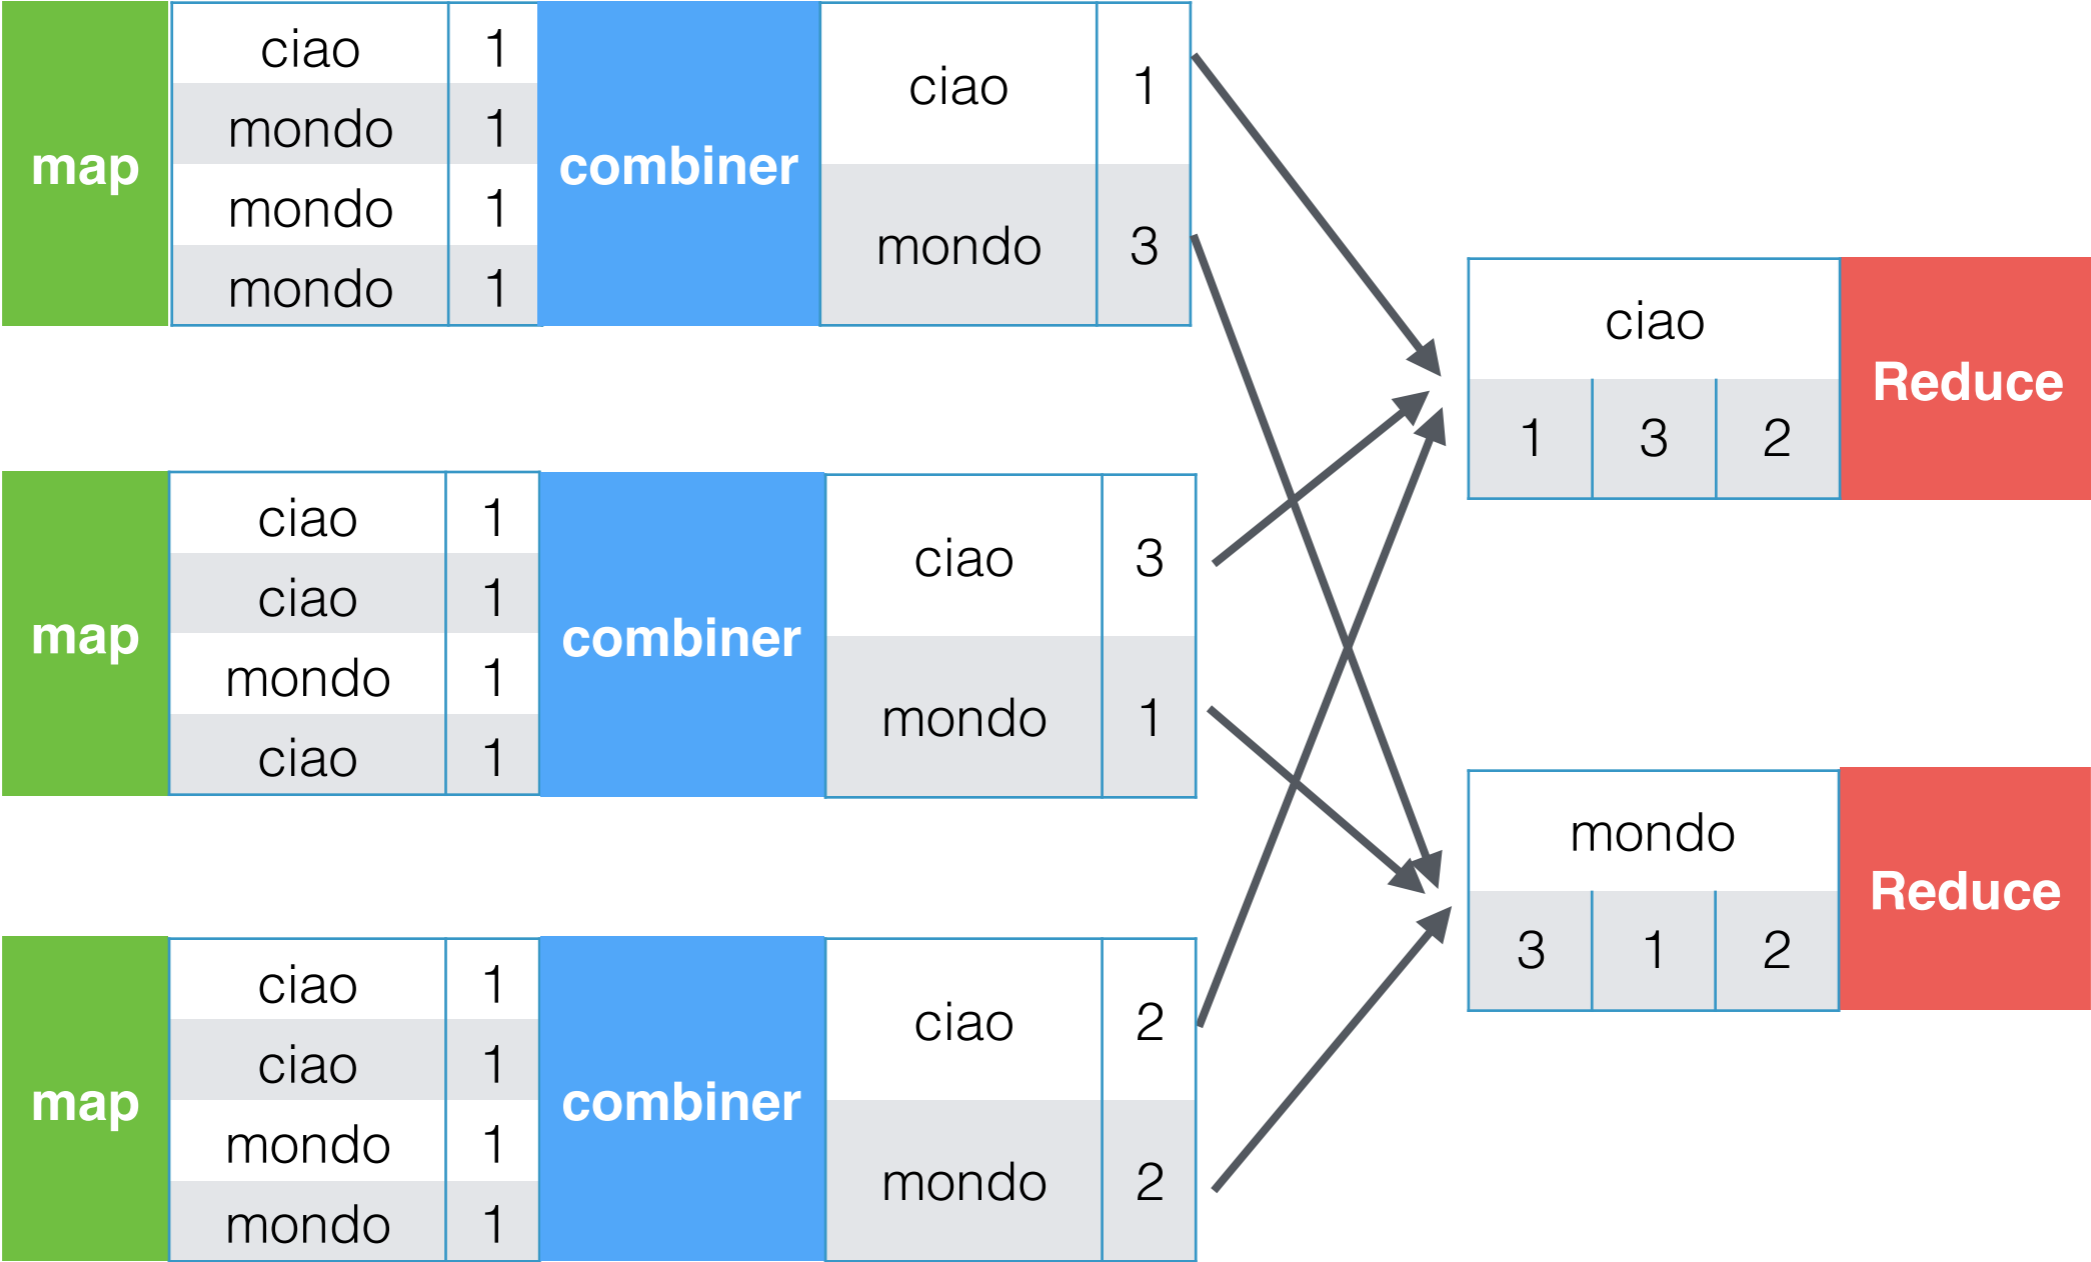 map
ciao 1
mondo 1
mondo 1
mondo 1
combiner
ciao 1
mondo 3
map
ciao 1
ciao 1
mondo 1
ciao 1
combiner
ciao 3
mondo 1
map
ciao 1
ciao 1
mondo 1
mondo 1
combiner
ciao 2
mondo 2
ciao
1 3 2
Reduce
mondo
3 1 2
Reduce